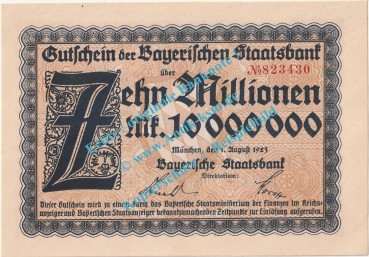 Gutschein der Bayerischen Staatsbank
über
№823430
Zehn Millionen
mk. 10 000 000
München, den 1. August 1923
Bayerische Staatsbank
Direktorium:
Dieser Gutschein wird zu einem durch das Bayerische Staatsministerium der Finanzen im Reichs-
anzeiger und Bayerischen Staatsanzeiger bekanntzumachenden Zeitpunkte zur Einlösung aufgerufen.